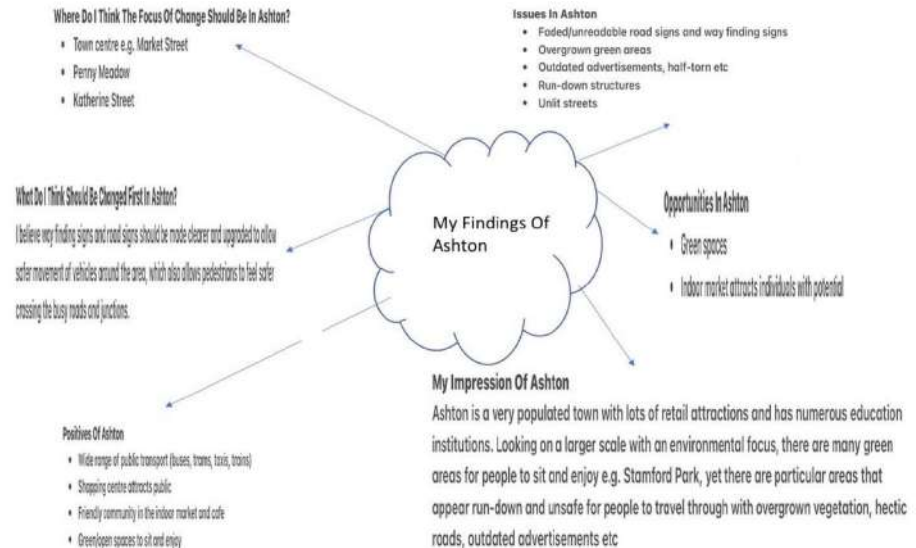 Where Do I Think The Focus Of Change Should Be In Ashton?
• Town centre e.g. Market Street
• Penny Meadow
• Katherine Street
Issues In Ashton
• Faded/unreadable road signs and way finding signs
• Overgrown green areas
• Outdated advertisements, half-torn etc
• Run-down structures
• Unlit streets
What Do I Think Should Be Changed First In Ashton?
I believe way finding signs and road signs should be made clearer and upgraded to allow
safer movement of vehicles around the area, which also allows pedestrians to feel safer
crossing the busy roads and junctions.
My Findings Of
Ashton
Opportunities In Ashton
• Green spaces
• Indoor market attracts individuals with potential
Positives Of Ashton
• Wide range of public transport (buses, trams, taxis, trains)
• Shopping centre attracts public
• Friendly community in the indoor market and cafe
• Green/open spaces to sit and enjoy
My Impression Of Ashton
Ashton is a very populated town with lots of retail attractions and has numerous education
institutions. Looking on a larger scale with an environmental focus, there are many green
areas for people to sit and enjoy e.g. Stamford Park, yet there are particular areas that
appear run-down and unsafe for people to travel through with overgrown vegetation, hectic
roads, outdated advertisements etc